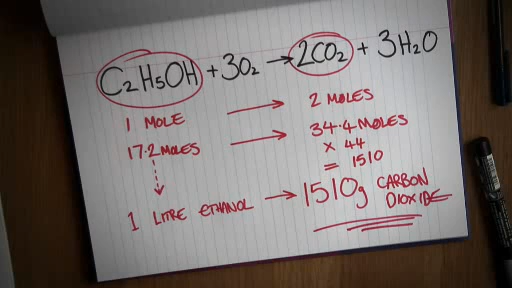 C2H5OH + 3O2 → 2CO2 + 3H2O
1 MOLE → 2 MOLES
17.2 MOLES → 34.4 MOLES
× 44
= 1510
1 LITRE ETHANOL → 1510g CARBON DIOXIDE